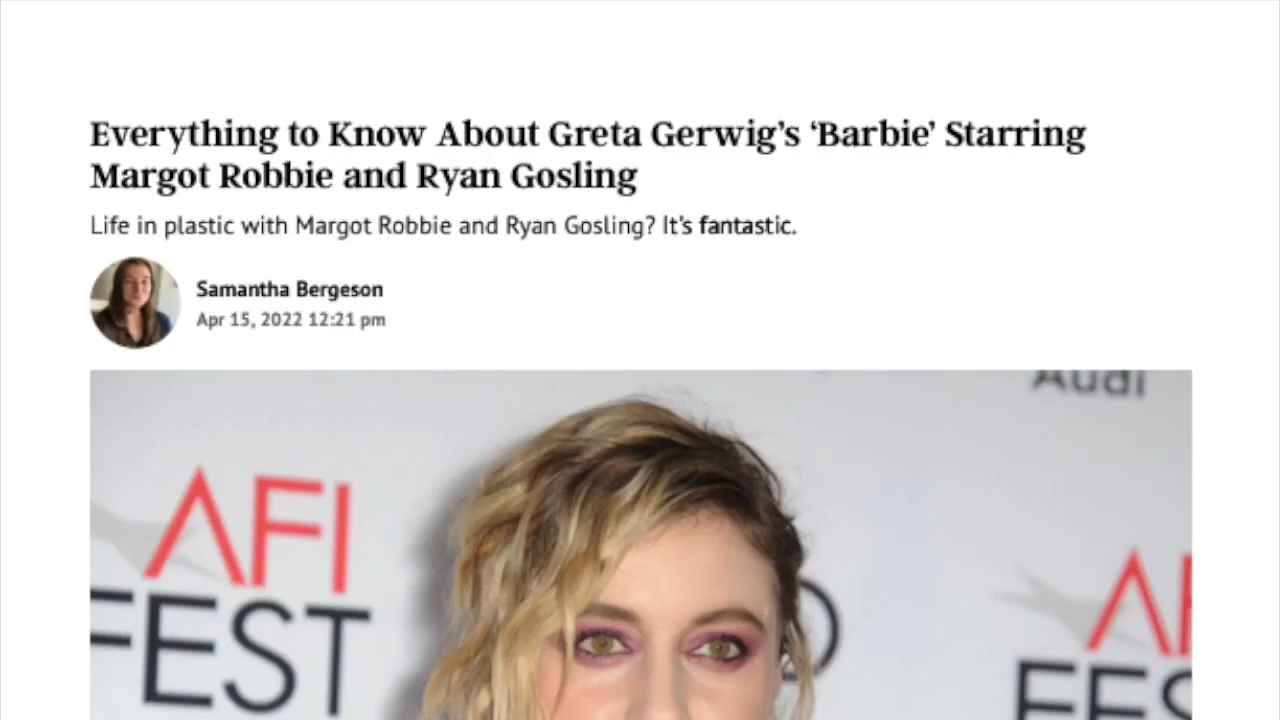 Everything to Know About Greta Gerwig’s ‘Barbie’ Starring
Margot Robbie and Ryan Gosling
Life in plastic with Margot Robbie and Ryan Gosling? It’s fantastic.
Samantha Bergeson
Apr 15, 2022 12:21 pm
Audi
AFI
FEST